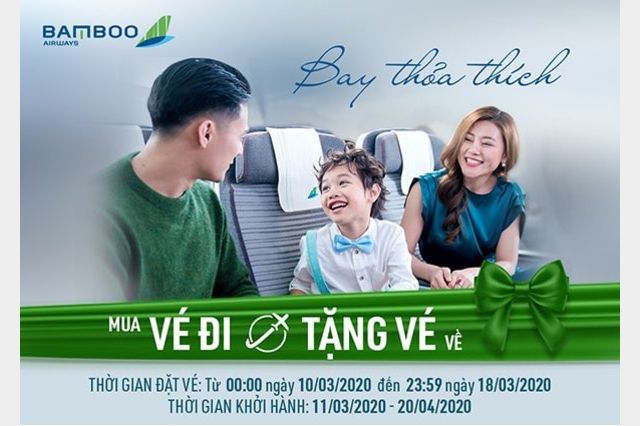 BAMBOO
AIRWAYS
Bay thỏa thích
MUA VÉ ĐI TẶNG VÉ VỀ
THỜI GIAN ĐẶT VÉ: Từ 00:00 ngày 10/03/2020 đến 23:59 ngày 18/03/2020
THỜI GIAN KHỞI HÀNH: 11/03/2020 - 20/04/2020